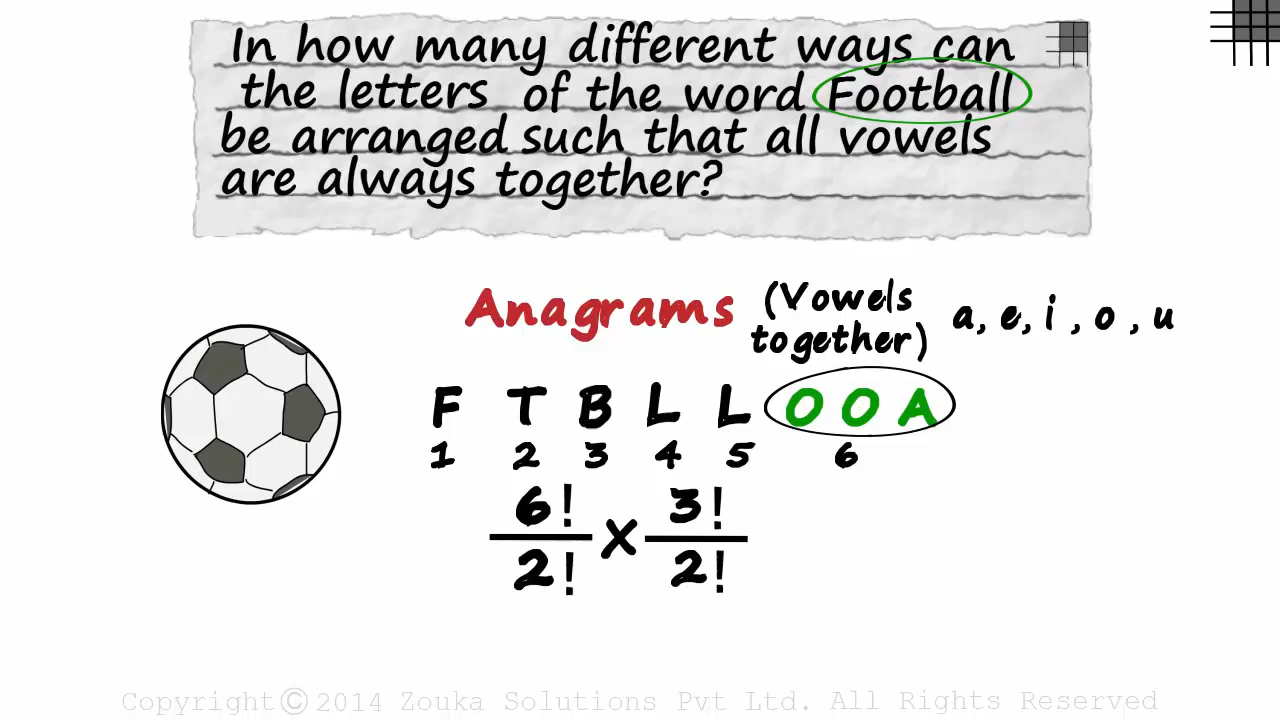 In how many different ways can
the letters of the word Football
be arranged such that all vowels
are always together?
Anagrams (Vowels together) a, e, i, o, u
F T B L L O O A
1 2 3 4 5 6
6! / 2! x 3! / 2!
Copyright© 2014 Zouka Solutions Pvt Ltd. All Rights Reserved